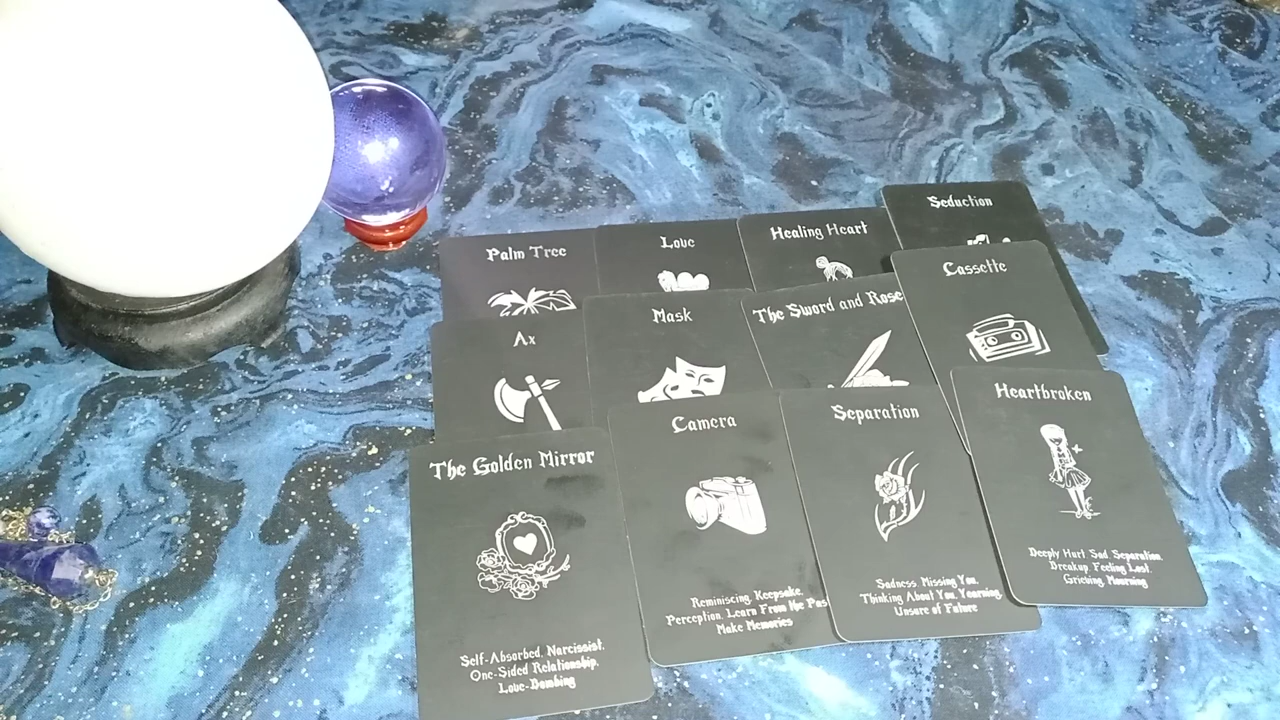 Seduction
Palm Tree
Love
Healing Heart
Cassette
Ax
Mask
The Sword and Rose
Heartbroken
Deeply Hurt Sad Separation.
Breakup. Feeling Lost.
Grieving. Mourning
The Golden Mirror
Self-Absorbed. Narcissist.
One-Sided Relationship.
Love-Bombing
Camera
Reminiscing. Keepsake.
Perception. Learn From the Pas
Make Memories
Separation
Sadness. Missing You.
Thinking About You. Yearning.
Unsure of Future